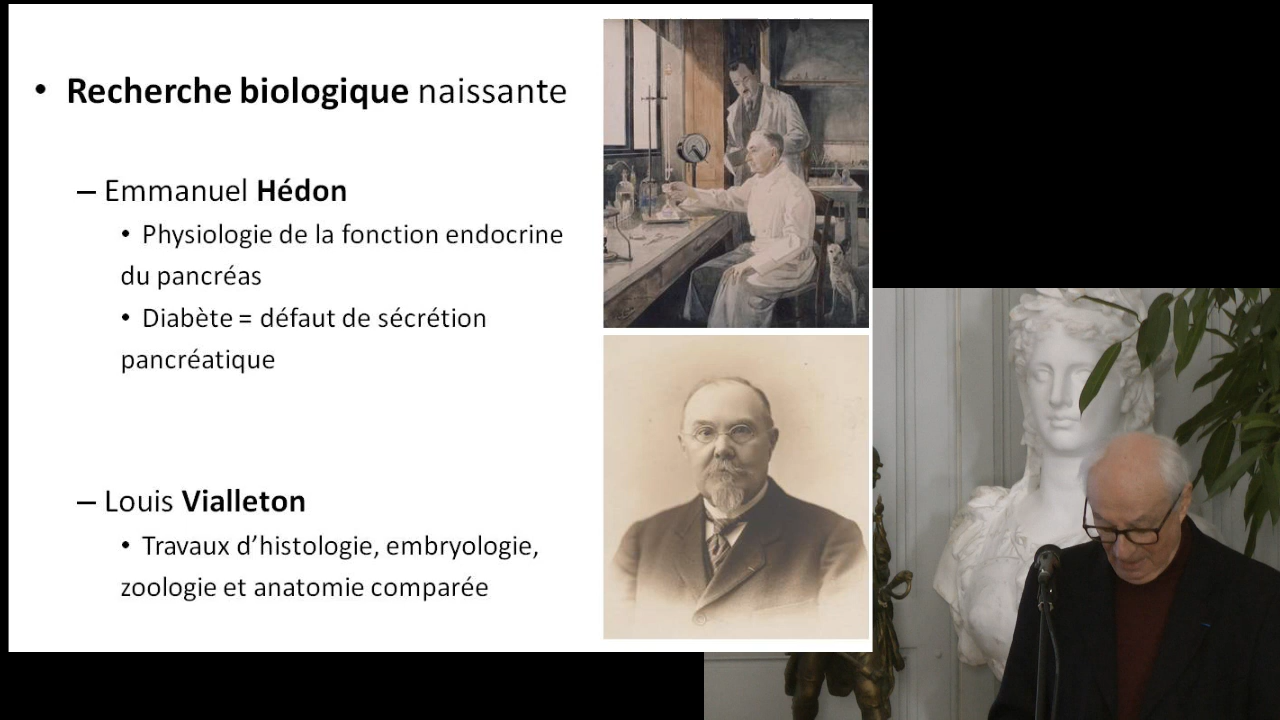 • Recherche biologique naissante
– Emmanuel Hédon
• Physiologie de la fonction endocrine
du pancréas
• Diabète = défaut de sécrétion
pancréatique
– Louis Vialleton
• Travaux d’histologie, embryologie,
zoologie et anatomie comparée